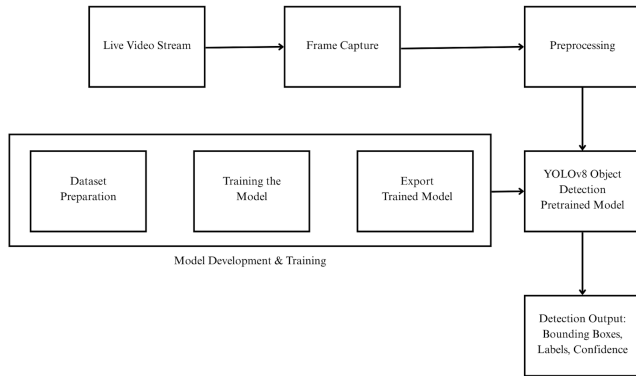 Live Video Stream
Frame Capture
Preprocessing
Dataset
Preparation
Training the
Model
Export
Trained Model
YOLOv8 Object
Detection
Pretrained Model
Model Development & Training
Detection Output:
Bounding Boxes,
Labels, Confidence